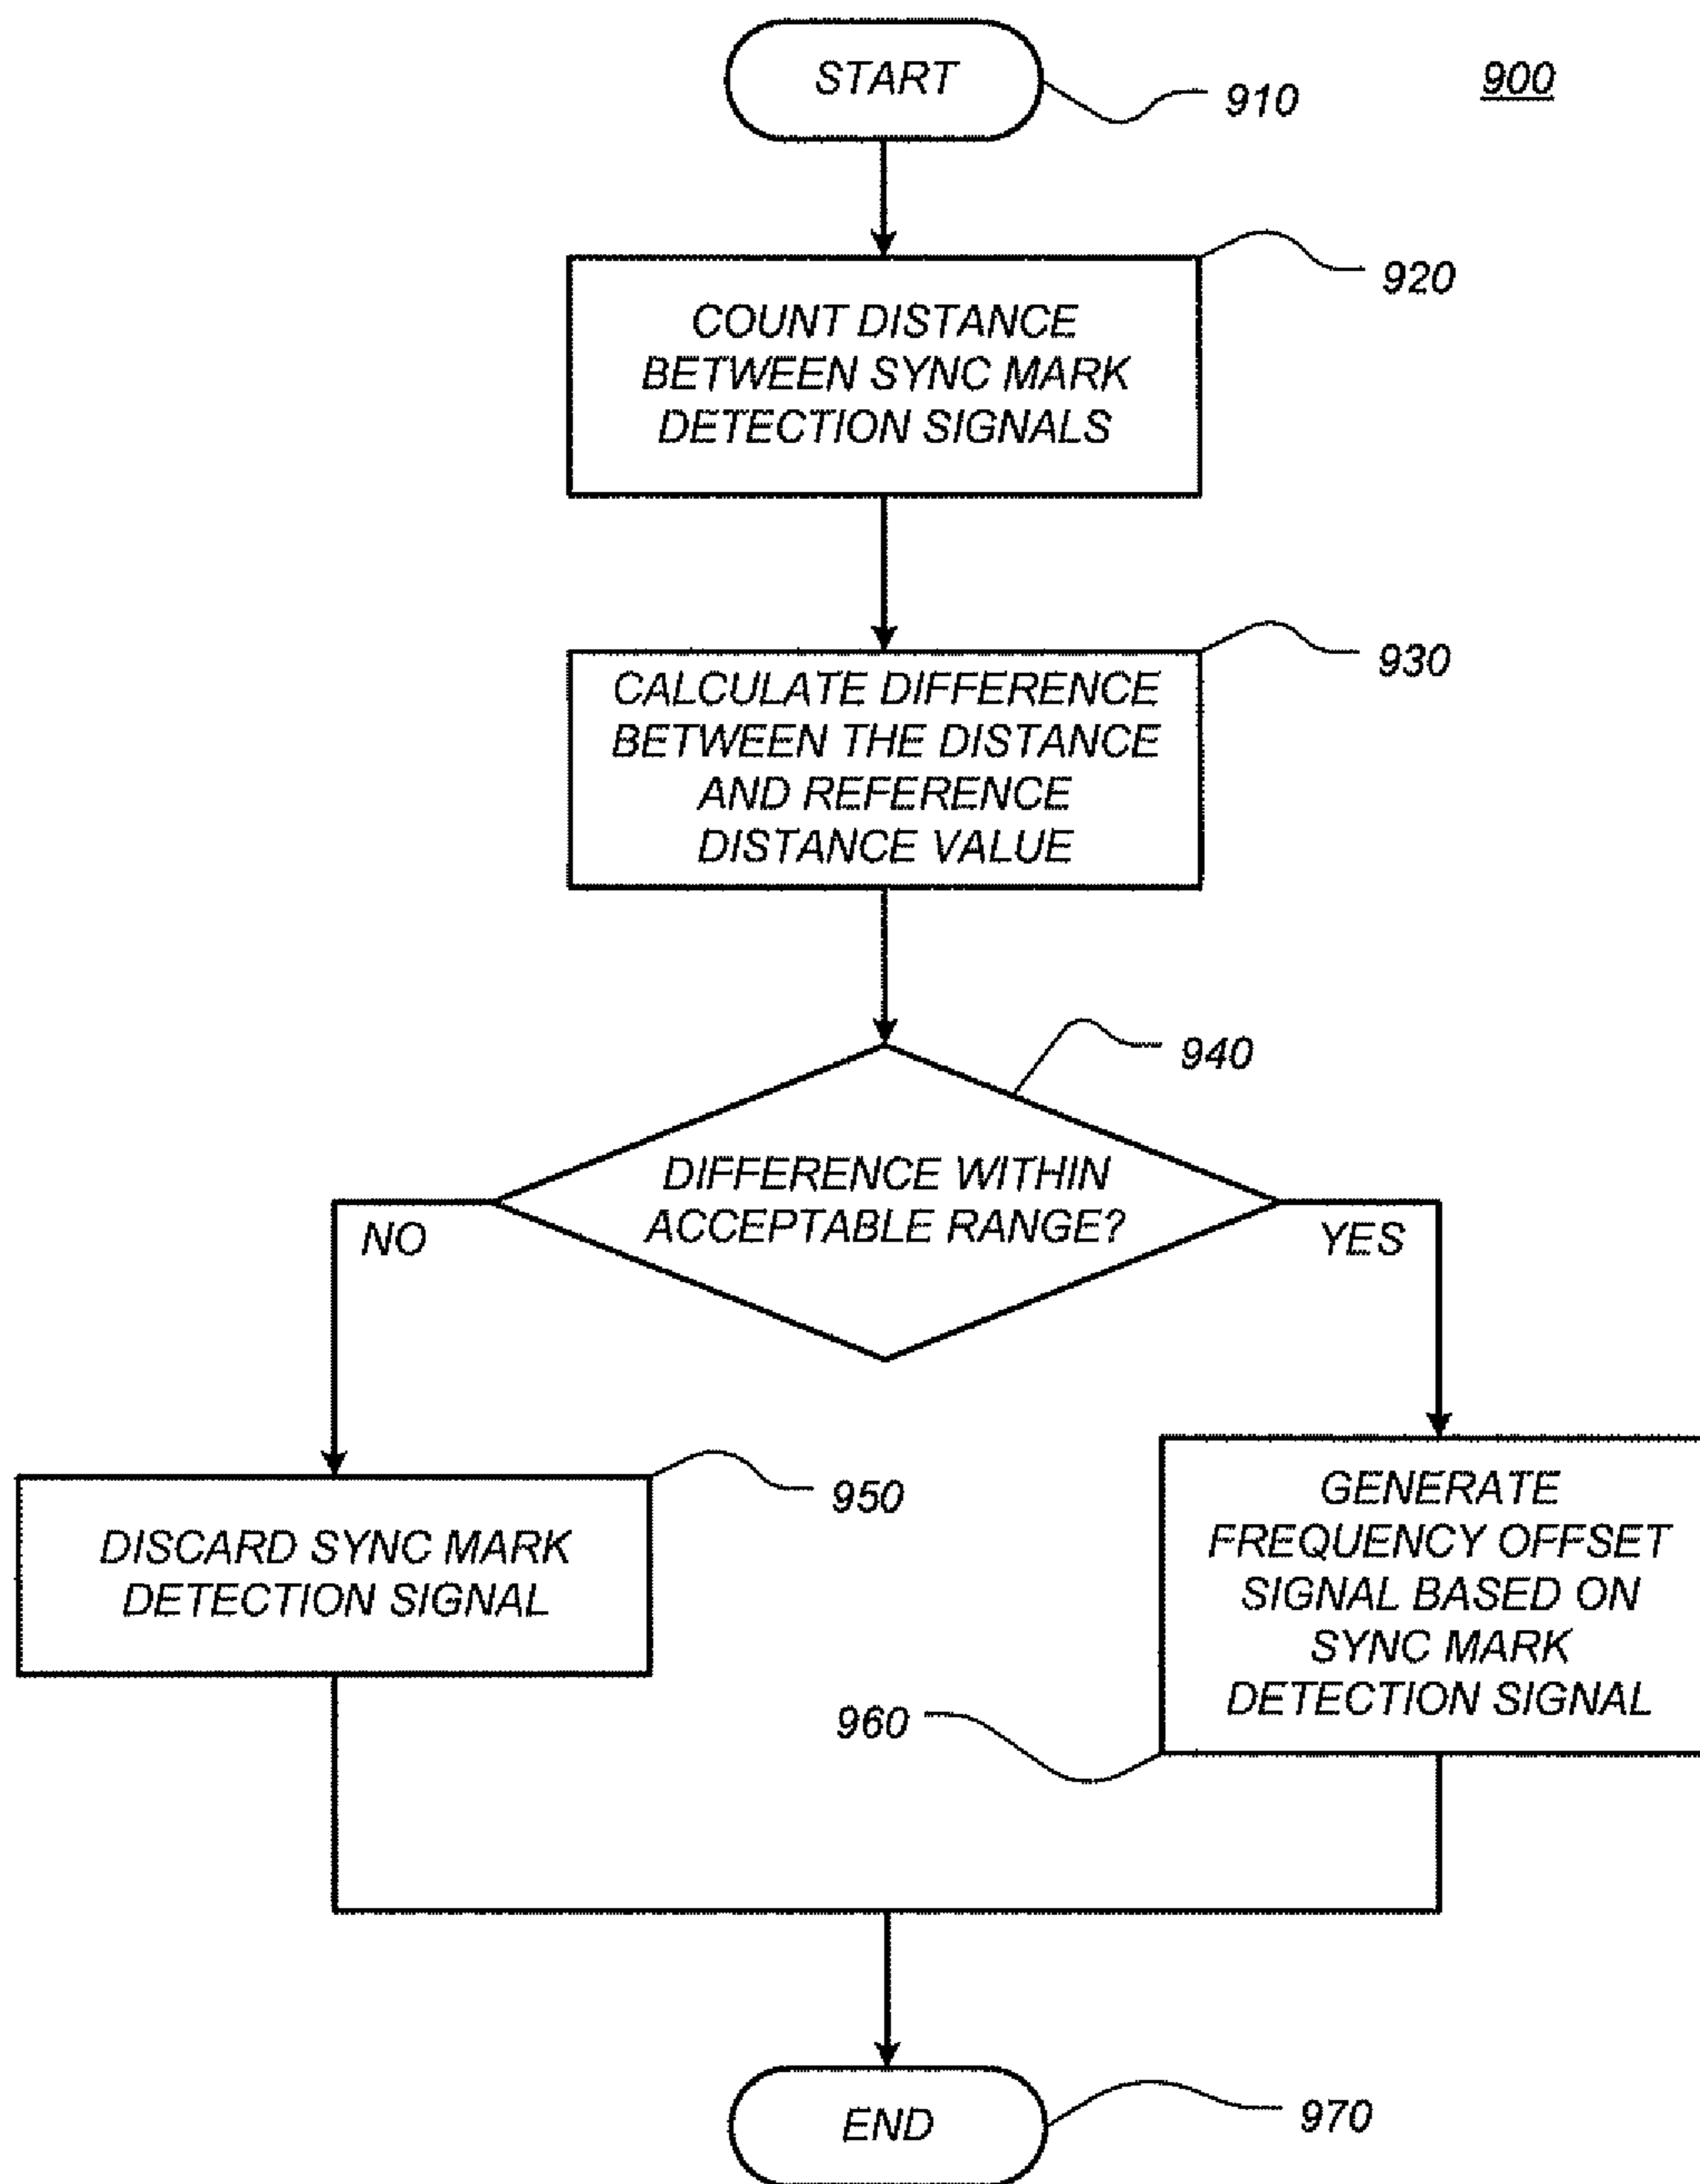 START
910
900
920
COUNT DISTANCE
BETWEEN SYNC MARK
DETECTION SIGNALS
930
CALCULATE DIFFERENCE
BETWEEN THE DISTANCE
AND REFERENCE
DISTANCE VALUE
940
DIFFERENCE WITHIN
ACCEPTABLE RANGE?
NO
YES
950
DISCARD SYNC MARK
DETECTION SIGNAL
GENERATE
FREQUENCY OFFSET
SIGNAL BASED ON
SYNC MARK
DETECTION SIGNAL
960
END
970